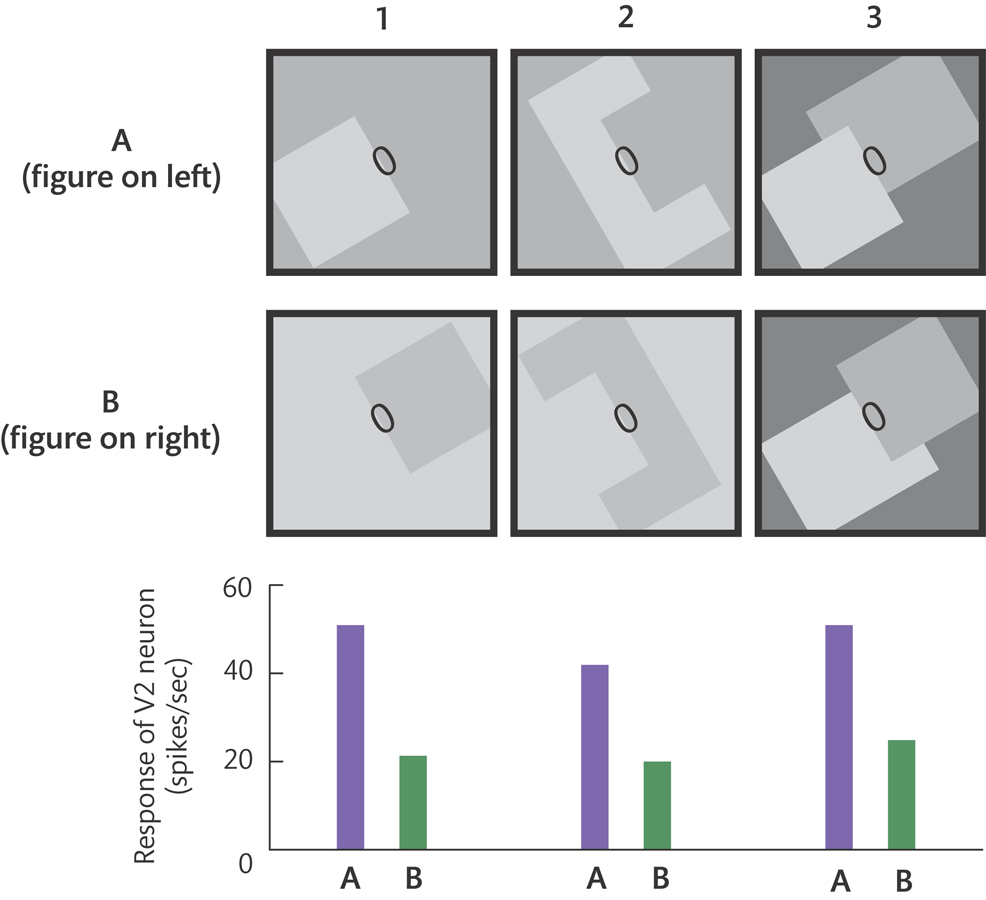 1 2 3
A
(figure on left)
B
(figure on right)
Response of V2 neuron
(spikes/sec)
60
40
20
0
A B A B A B